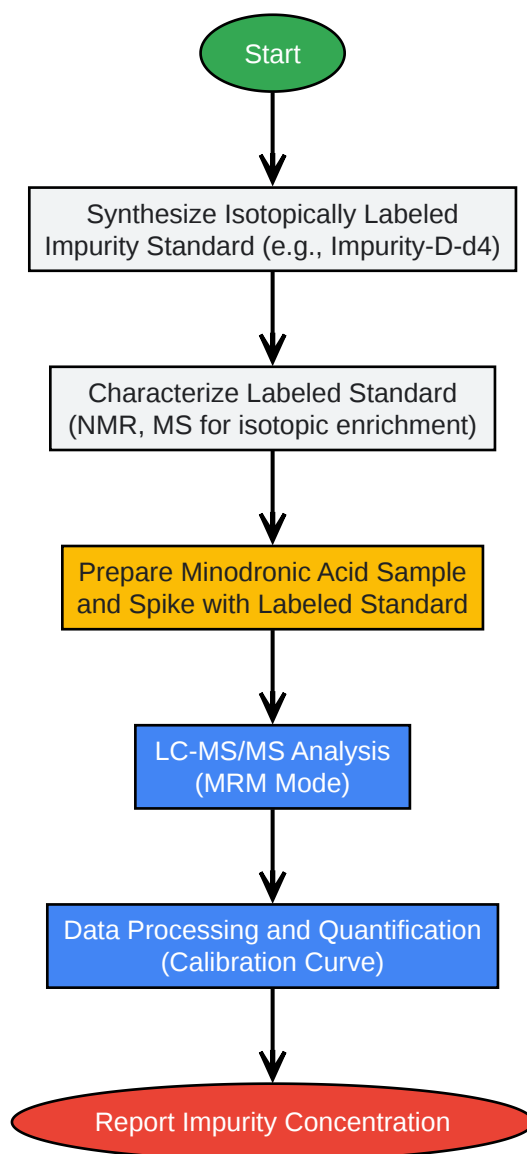 Start
Synthesize Isotopically Labeled
Impurity Standard (e.g., Impurity-D-d4)
Characterize Labeled Standard
(NMR, MS for isotopic enrichment)
Prepare Minodronic Acid Sample
and Spike with Labeled Standard
LC-MS/MS Analysis
(MRM Mode)
Data Processing and Quantification
(Calibration Curve)
Report Impurity Concentration